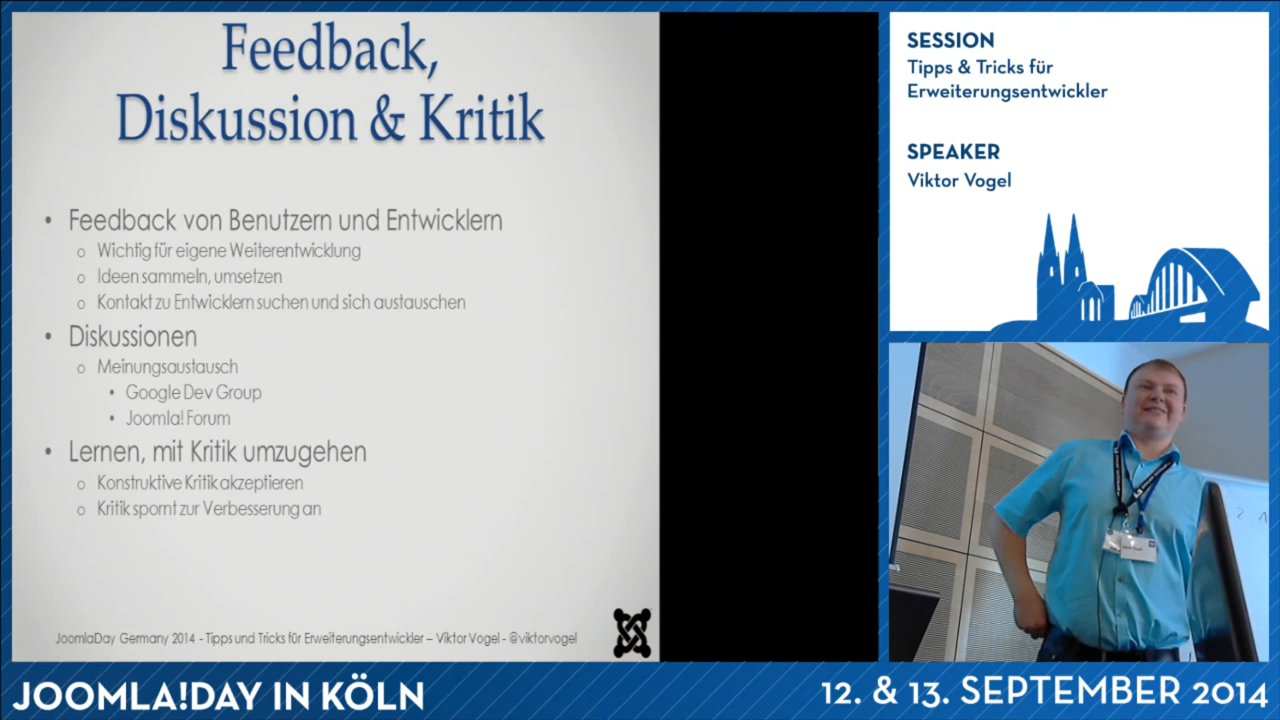 Feedback,
Diskussion & Kritik
• Feedback von Benutzern und Entwicklern
o Wichtig für eigene Weiterentwicklung
o Ideen sammeln, umsetzen
o Kontakt zu Entwicklern suchen und sich austauschen
• Diskussionen
o Meinungsaustausch
• Google Dev Group
• Joomla! Forum
• Lernen, mit Kritik umzugehen
o Konstruktive Kritik akzeptieren
o Kritik spornt zur Verbesserung an
JoomlaDay Germany 2014 - Tipps und Tricks für Erweiterungsentwickler – Viktor Vogel - @viktorvogel
SESSION
Tipps & Tricks für
Erweiterungsentwickler
SPEAKER
Viktor Vogel
JOOMLA!DAY IN KÖLN
12. & 13. SEPTEMBER 2014